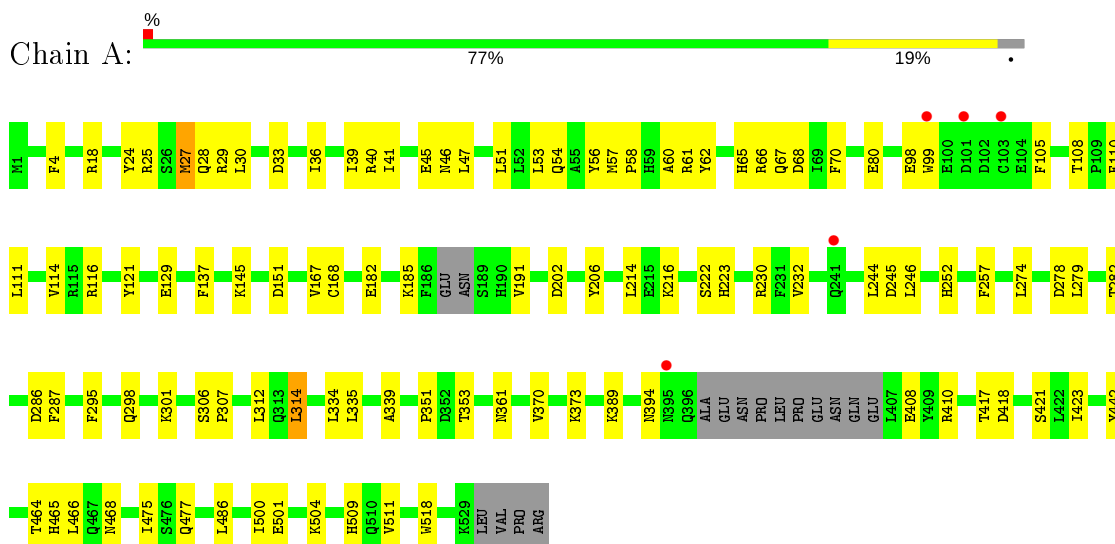 %
Chain A:
77% 19% •
M1 F4 R18 Y24 R25 S26 M27 Q28 R29 L30 D33 I36 I39 R40 I41 E45 N46 L47 L51 L52 L53 Q54 A55 Y56 M57 P58 H59 A60 R61 Y62 H65 R66 Q67 D68 I69 F70 E80 E98 W99 E100 D101 D102 C103 E104 F105 T108 P109
L111 V114 R115 R116 Y121 E129 F137 K145 D151 V167 C168 E182 K185 F186 GLU ASN S189 H190 V191 D202 Y206 L214 E215 K216 S222 H223 R230 F231 V232 Q241 L244 D245 L246 H252 F257 L274 D278 L279
D286 F287 F295 Q298 K301 S306 P307 L312 Q313 L314 L334 L335 A339 P351 D352 T353 N361 V370 K373 K389 N394 N395 Q396 ALA GLU ASN PRO LEU PRO GLU ASN GLN GLU L407 E408 Y409 R410 T417 D418 S421 L422 I423
T464 H465 L466 Q467 N468 I475 S476 Q477 L486 I500 E501 K504 H509 Q510 V511 W518 K529 LEU VAL PRO ARG